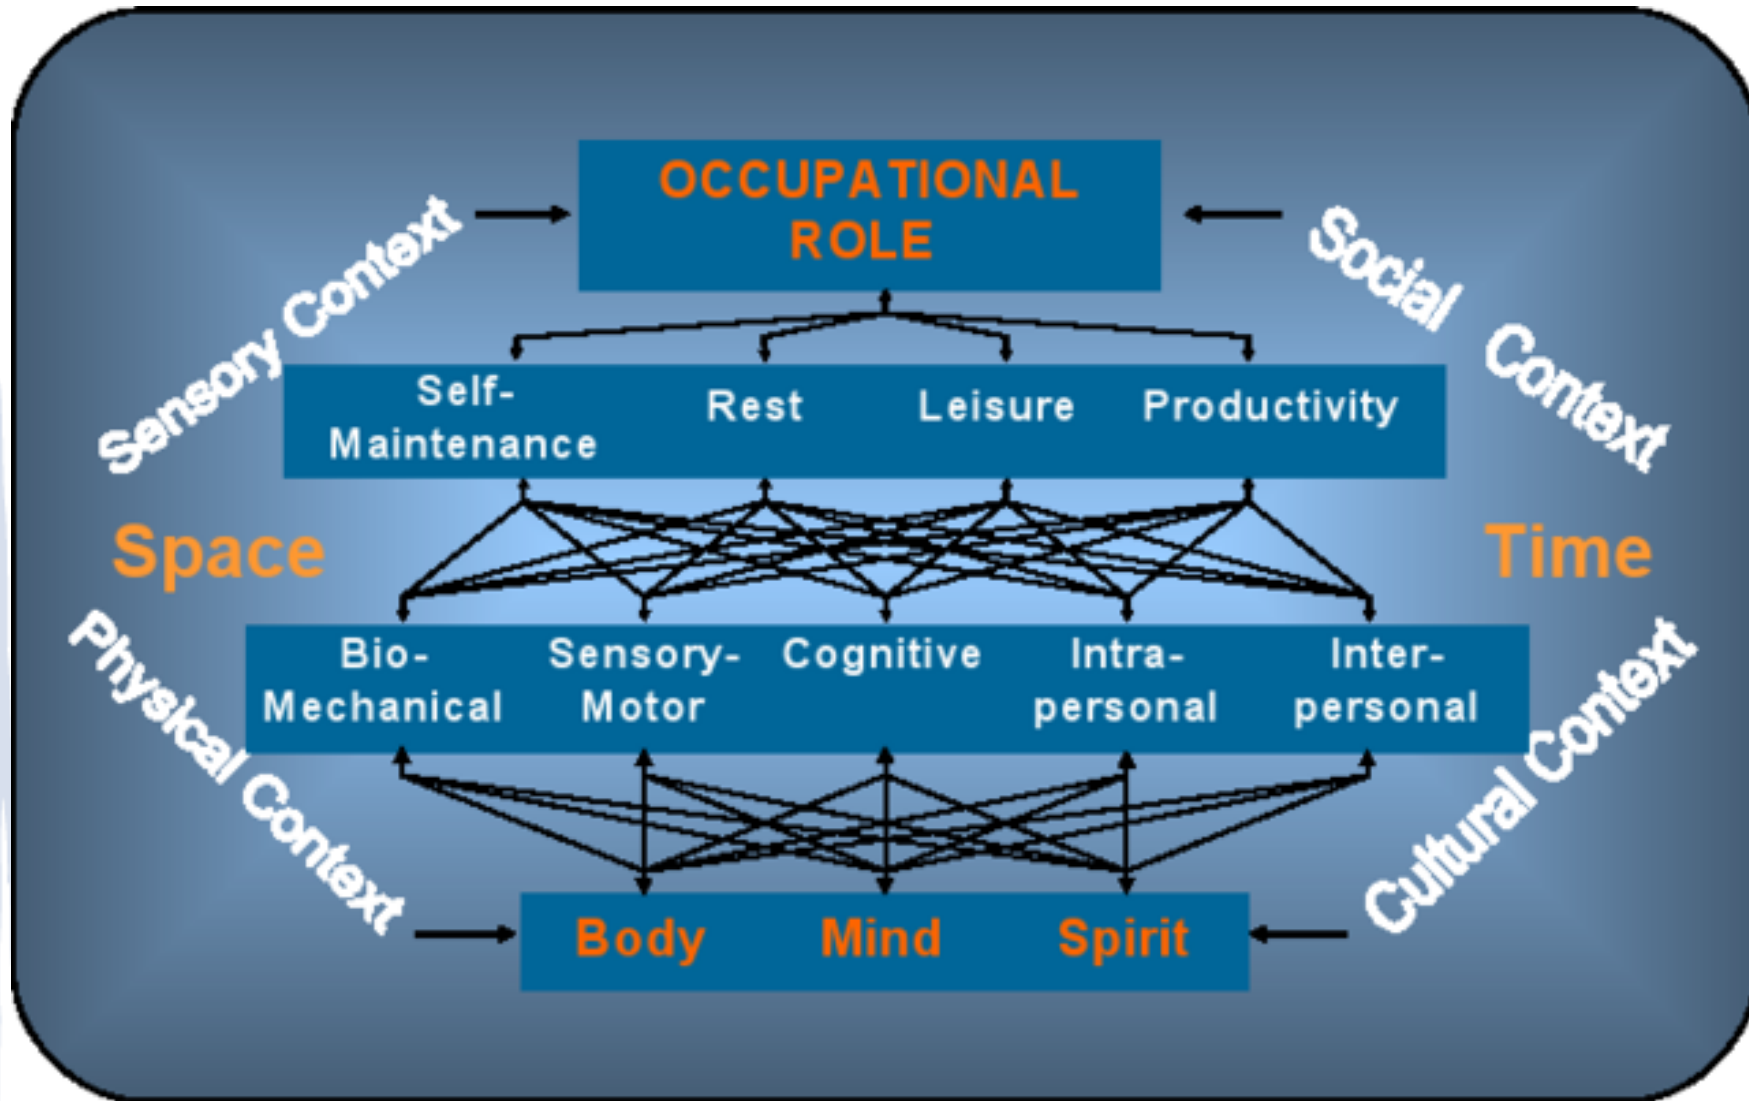 OCCUPATIONAL
ROLE
Sensory Context
Social Context
Self-
Maintenance
Rest
Leisure
Productivity
Space
Time
Bio-
Mechanical
Sensory-
Motor
Cognitive
Intra-
personal
Inter-
personal
Physical Context
Cultural Context
Body
Mind
Spirit